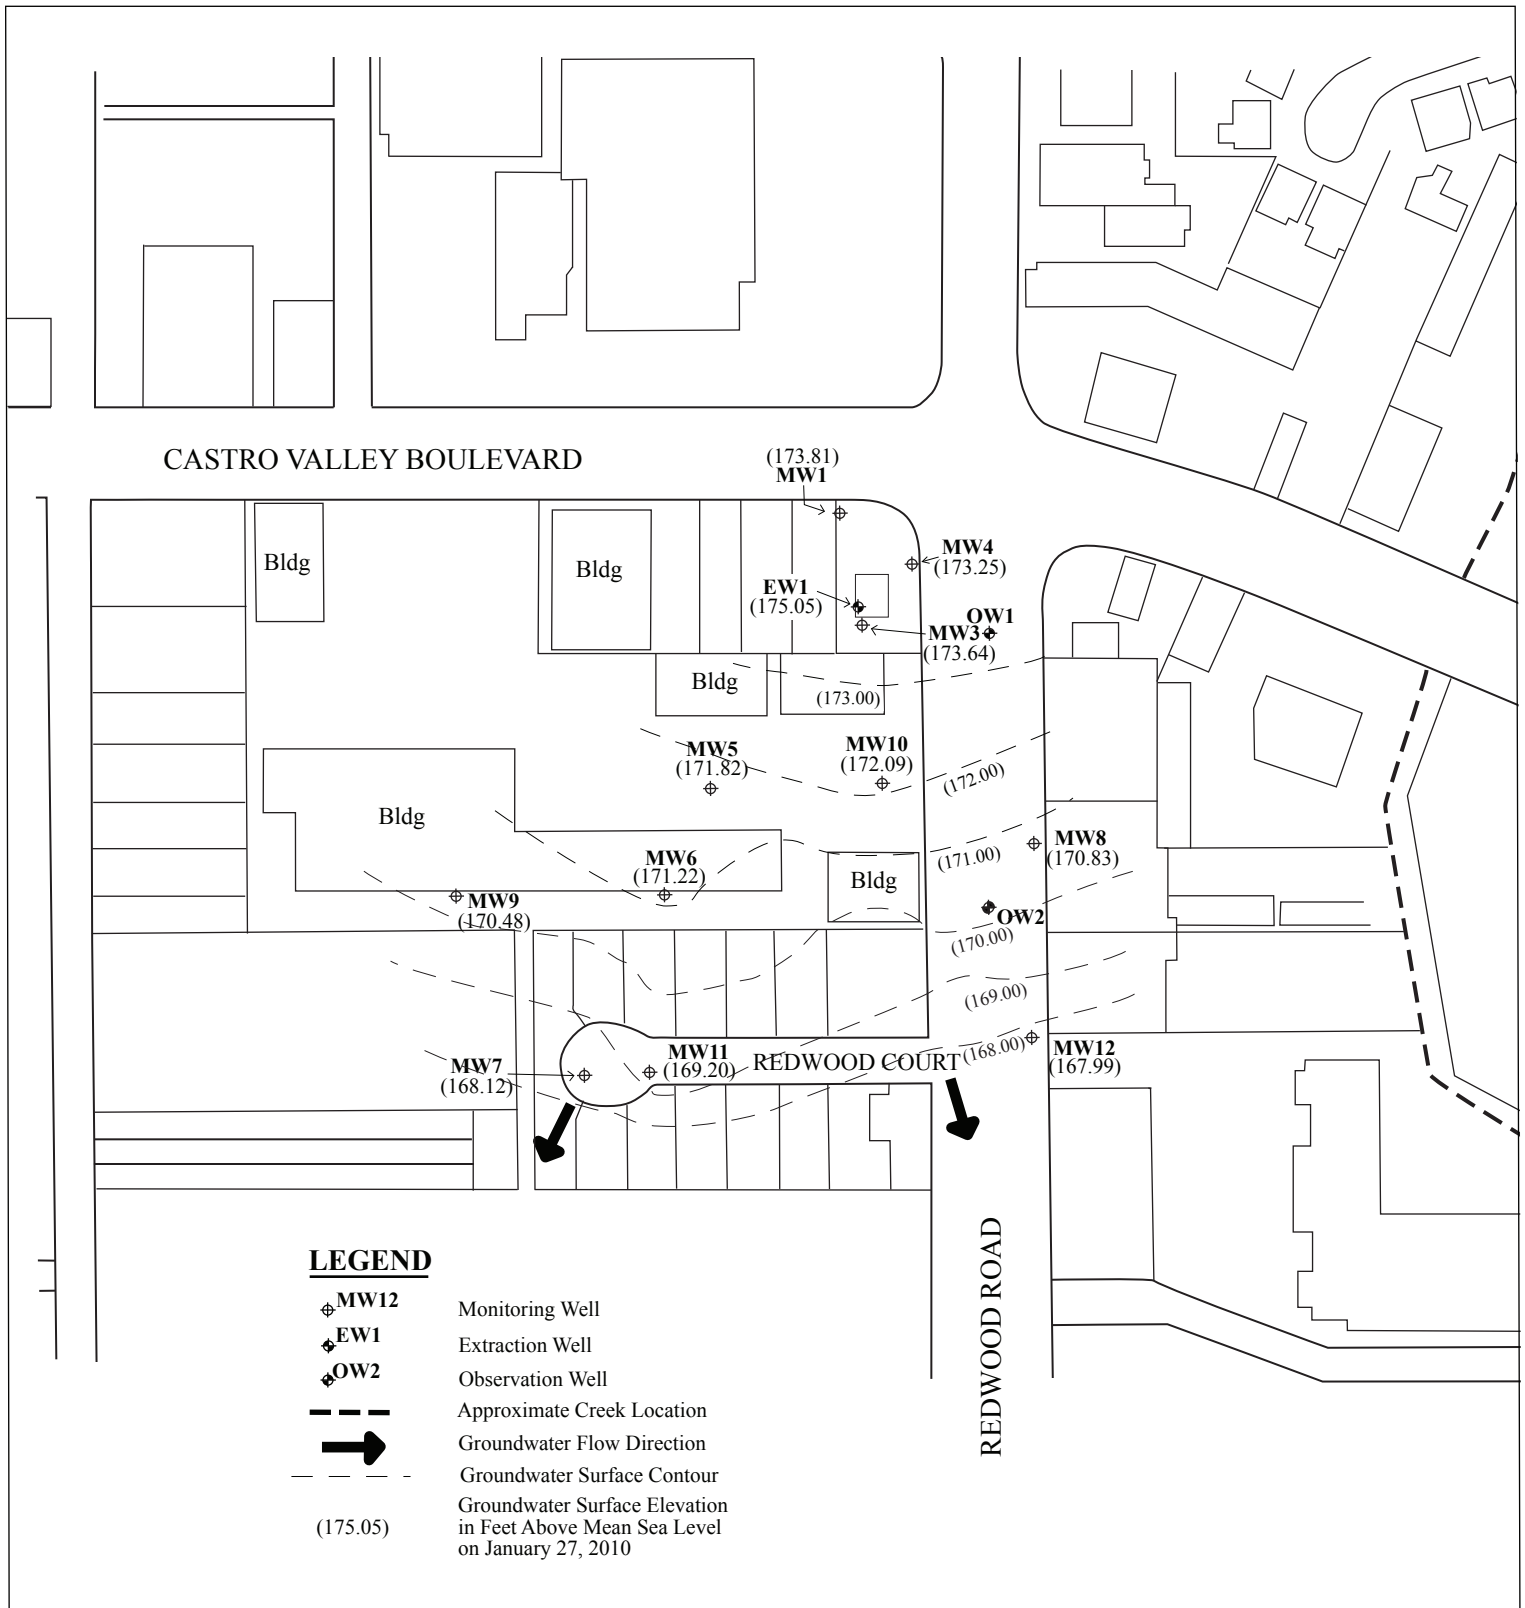 CASTRO VALLEY BOULEVARD
(173.81)
MW1
MW4
(173.25)
Bldg
Bldg
EW1
(175.05)
OW1
MW3
(173.64)
Bldg
(173.00)
MW5
(171.82)
MW10
(172.09)
(172.00)
Bldg
MW8
(170.83)
(171.00)
MW6
(171.22)
Bldg
MW9
(170.48)
OW2
(170.00)
(169.00)
(168.00)
MW7
(168.12)
MW11
(169.20)
REDWOOD COURT
MW12
(167.99)
REDWOOD ROAD
LEGEND
MW12
Monitoring Well
EW1
Extraction Well
OW2
Observation Well
Approximate Creek Location
Groundwater Flow Direction
Groundwater Surface Contour
(175.05)
Groundwater Surface Elevation
in Feet Above Mean Sea Level
on January 27, 2010